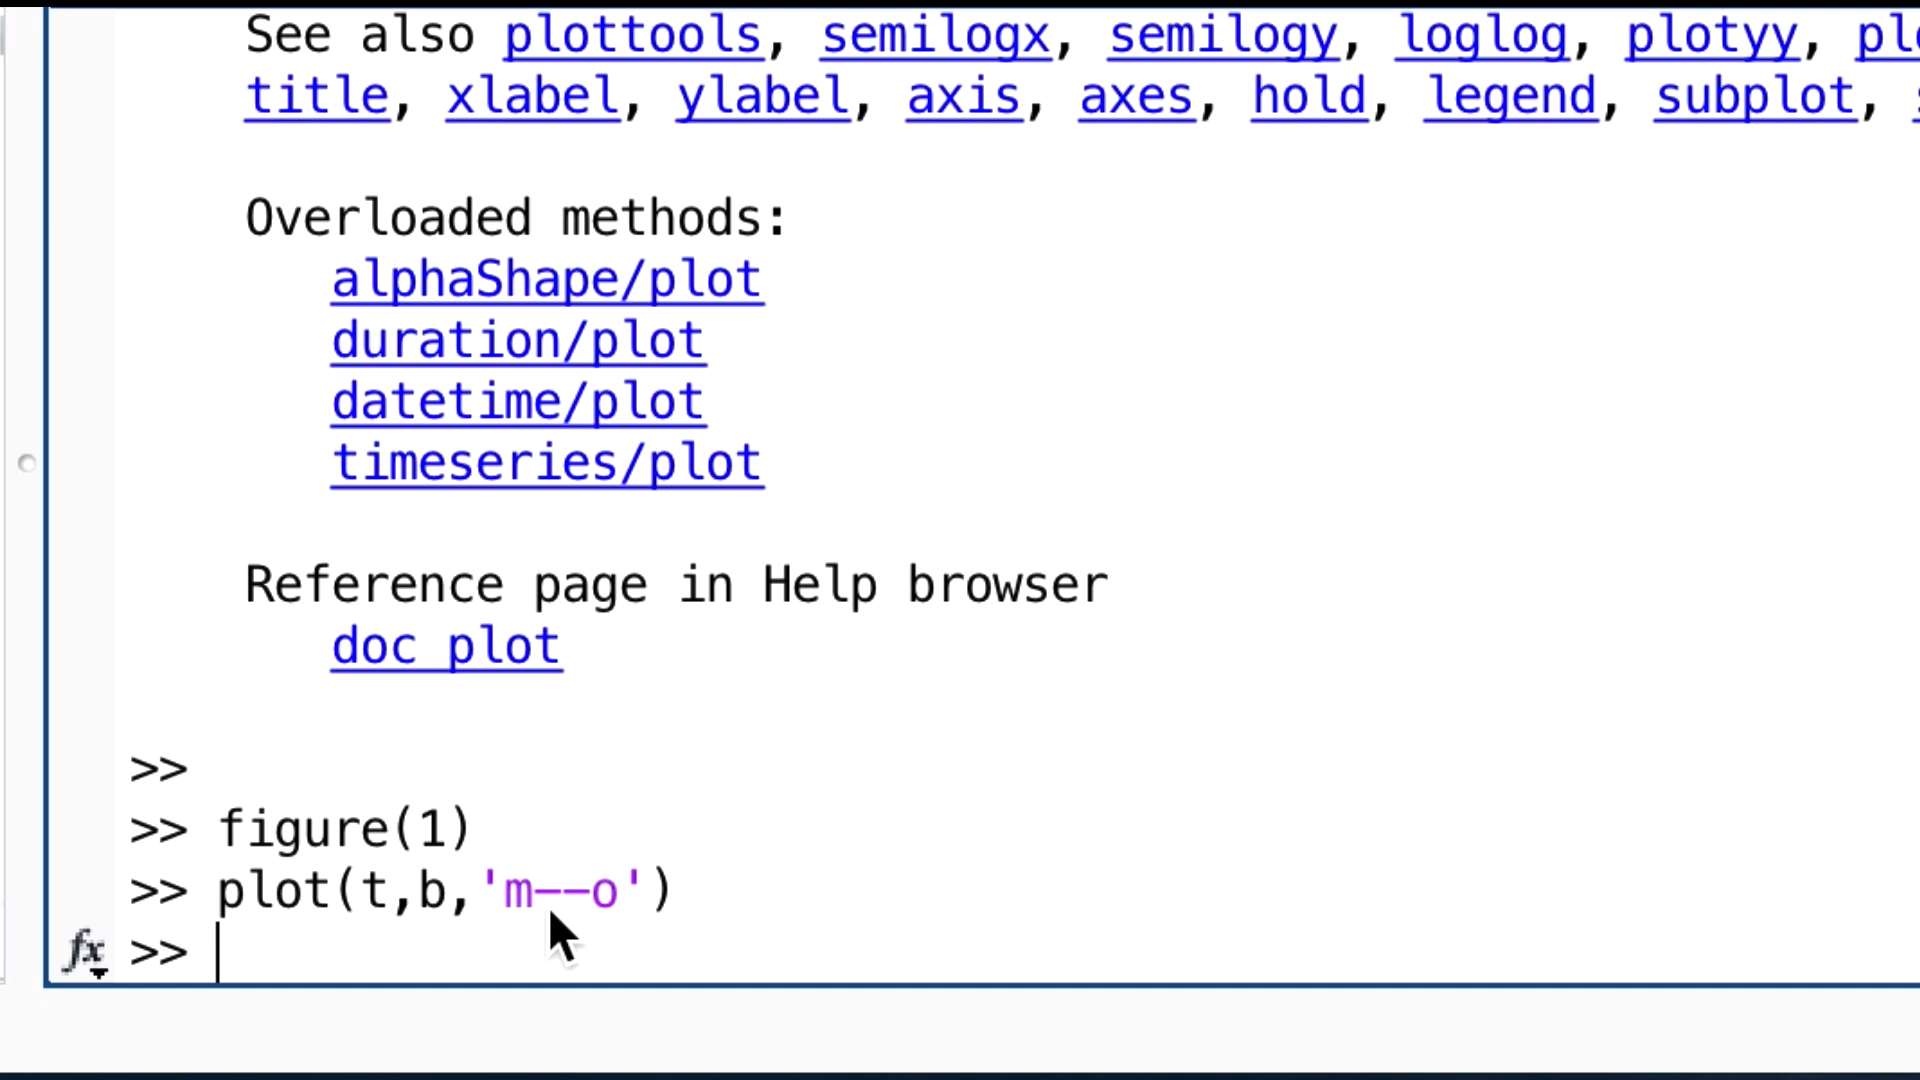 See also plottools, semilogx, semilogy, loglog, plotyy,
title, xlabel, ylabel, axis, axes, hold, legend, subplot,
Overloaded methods:
alphaShape/plot
duration/plot
datetime/plot
timeseries/plot
Reference page in Help browser
doc plot
>>
>> figure(1)
>> plot(t,b,'m--o')
fx >>